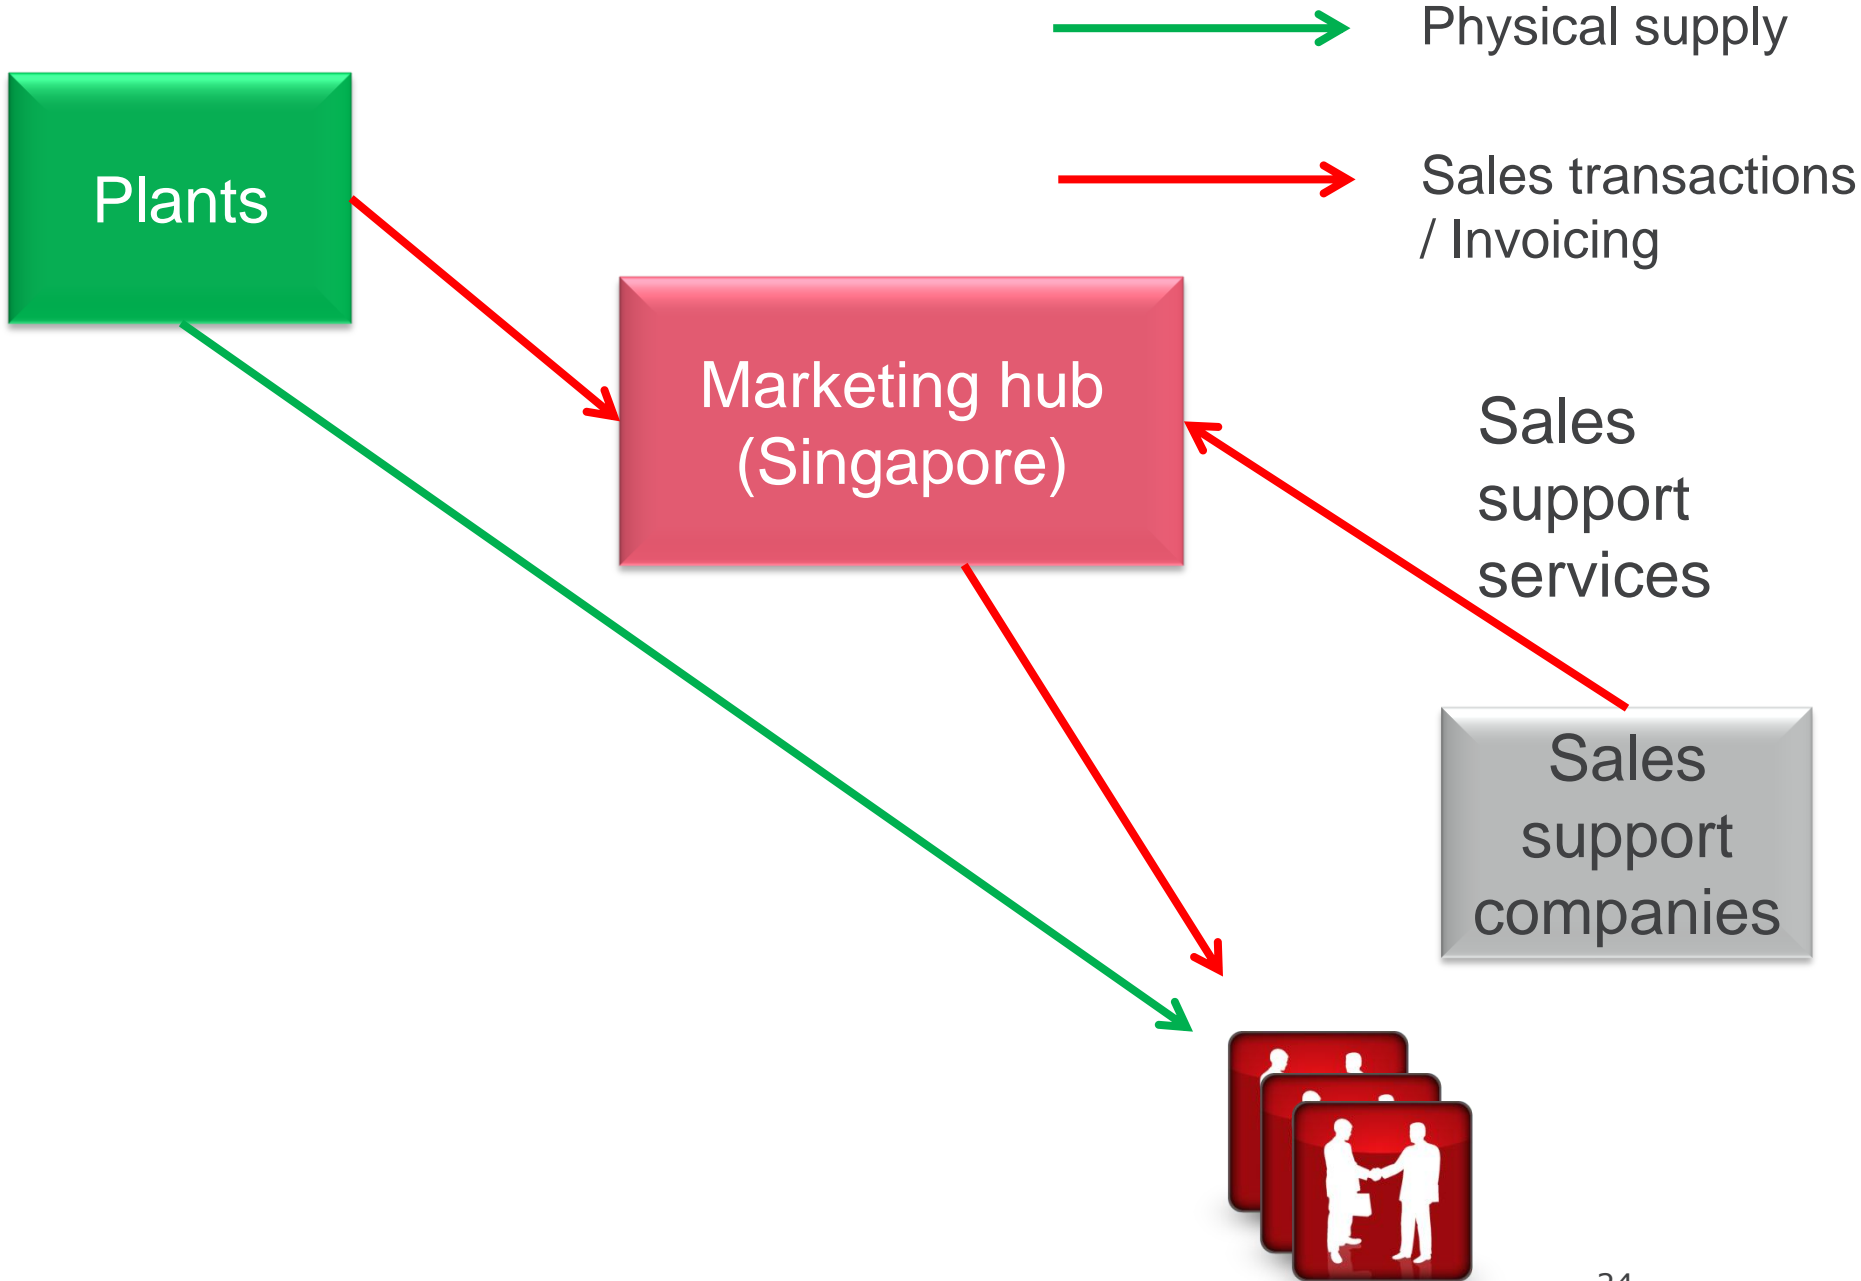 Physical supply
Plants
Sales transactions
/ Invoicing
Marketing hub
(Singapore)
Sales
support
services
Sales
support
companies